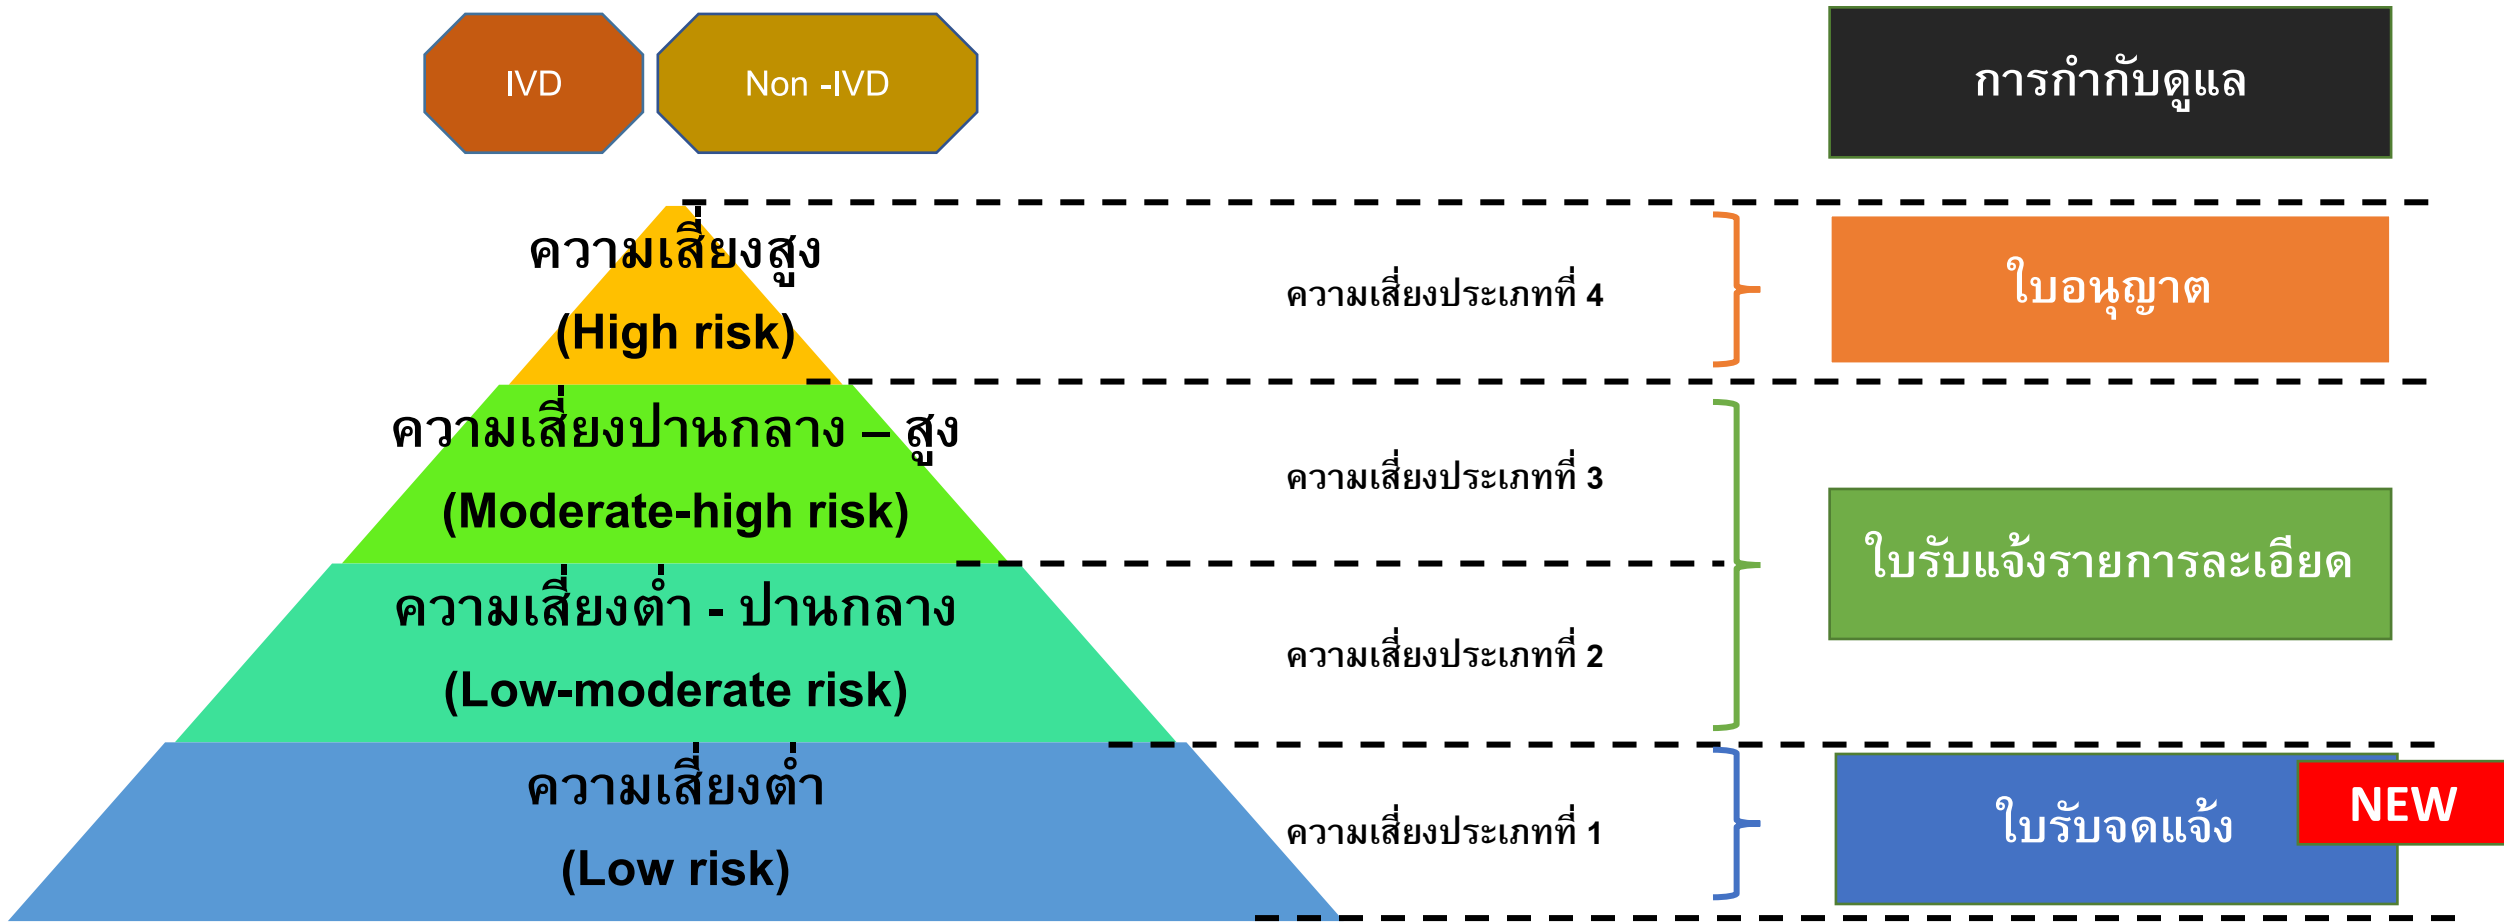 IVD
Non -IVD
การกำกับดูแล
ความเสี่ยงสูง
(High risk)
ความเสี่ยงประเภทที่ 4
ใบอนุญาต
ความเสี่ยงปานกลาง – สูง
(Moderate-high risk)
ความเสี่ยงประเภทที่ 3
ใบรับแจ้งรายการละเอียด
ความเสี่ยงต่ำ - ปานกลาง
(Low-moderate risk)
ความเสี่ยงประเภทที่ 2
ความเสี่ยงต่ำ
(Low risk)
ความเสี่ยงประเภทที่ 1
ใบรับจดแจ้ง
NEW